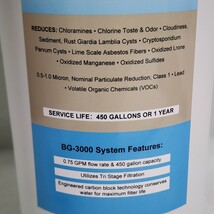 REDUCES: Chloramines • Chlorine Taste & Odor • Cloudiness,
Sediment, Rust Giardia Lamblia Cysts • Cryptosporidium
Parvum Cysts • Lime Scale Asbestos Fibers • Oxidized Lrone
• Oxidized Manganese • Oxidized Sulfides
0.5-1.0 Micron, Nominal Particulate Reduction, Class 1 • Lead
• Volatile Organic Chemicals (VOCs)
SERVICE LIFE: 450 GALLONS OR 1 YEAR
BG-3000 System Features:
0.75 GPM flow rate & 450 gallon capacity
Utilizes Tri Stage Filtration
Engineered carbon block technology conserves
water for maximum filter life